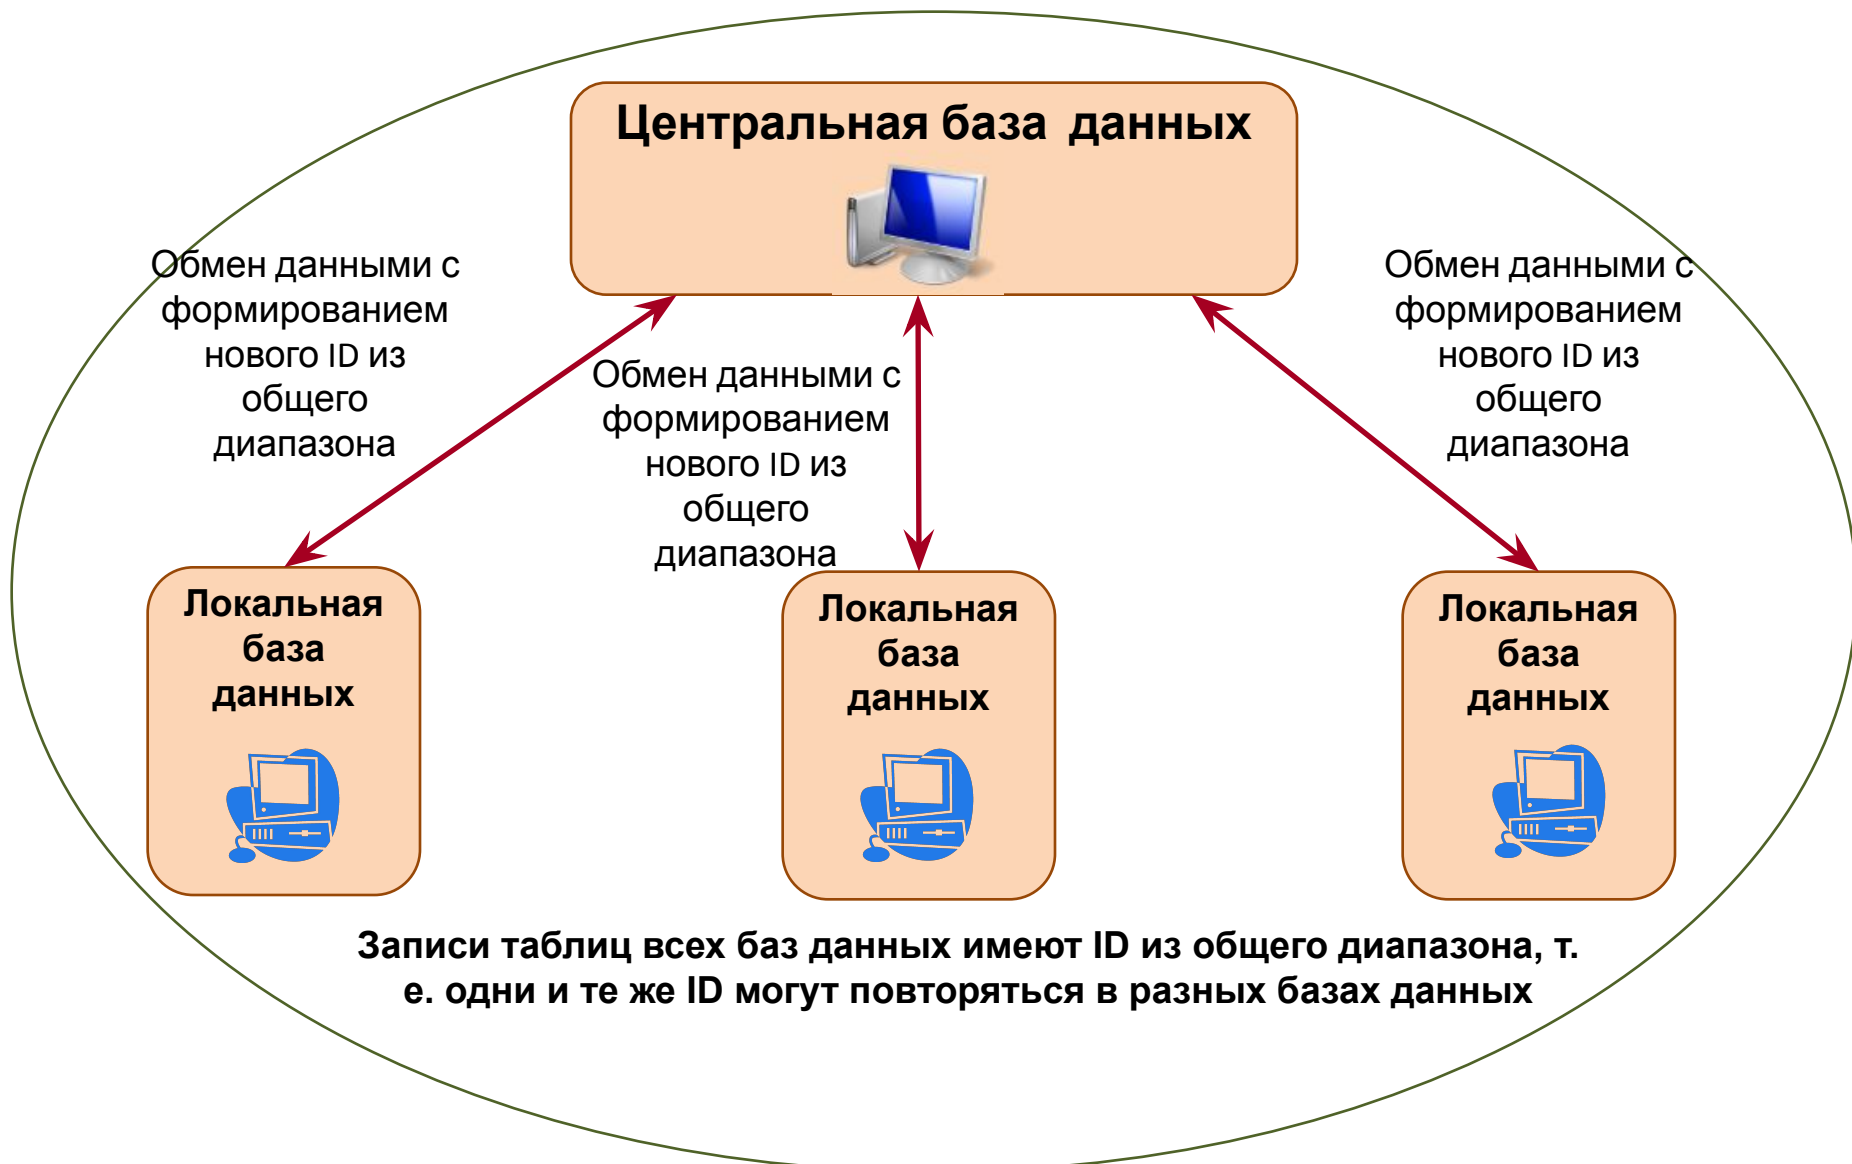 Центральная база данных
Обмен данными с
формированием
нового ID из
общего
диапазона
Обмен данными с
формированием
нового ID из
общего
диапазона
Обмен данными с
формированием
нового ID из
общего
диапазона
Локальная
база
данных
Локальная
база
данных
Локальная
база
данных
Записи таблиц всех баз данных имеют ID из общего диапазона, т.
е. одни и те же ID могут повторяться в разных базах данных